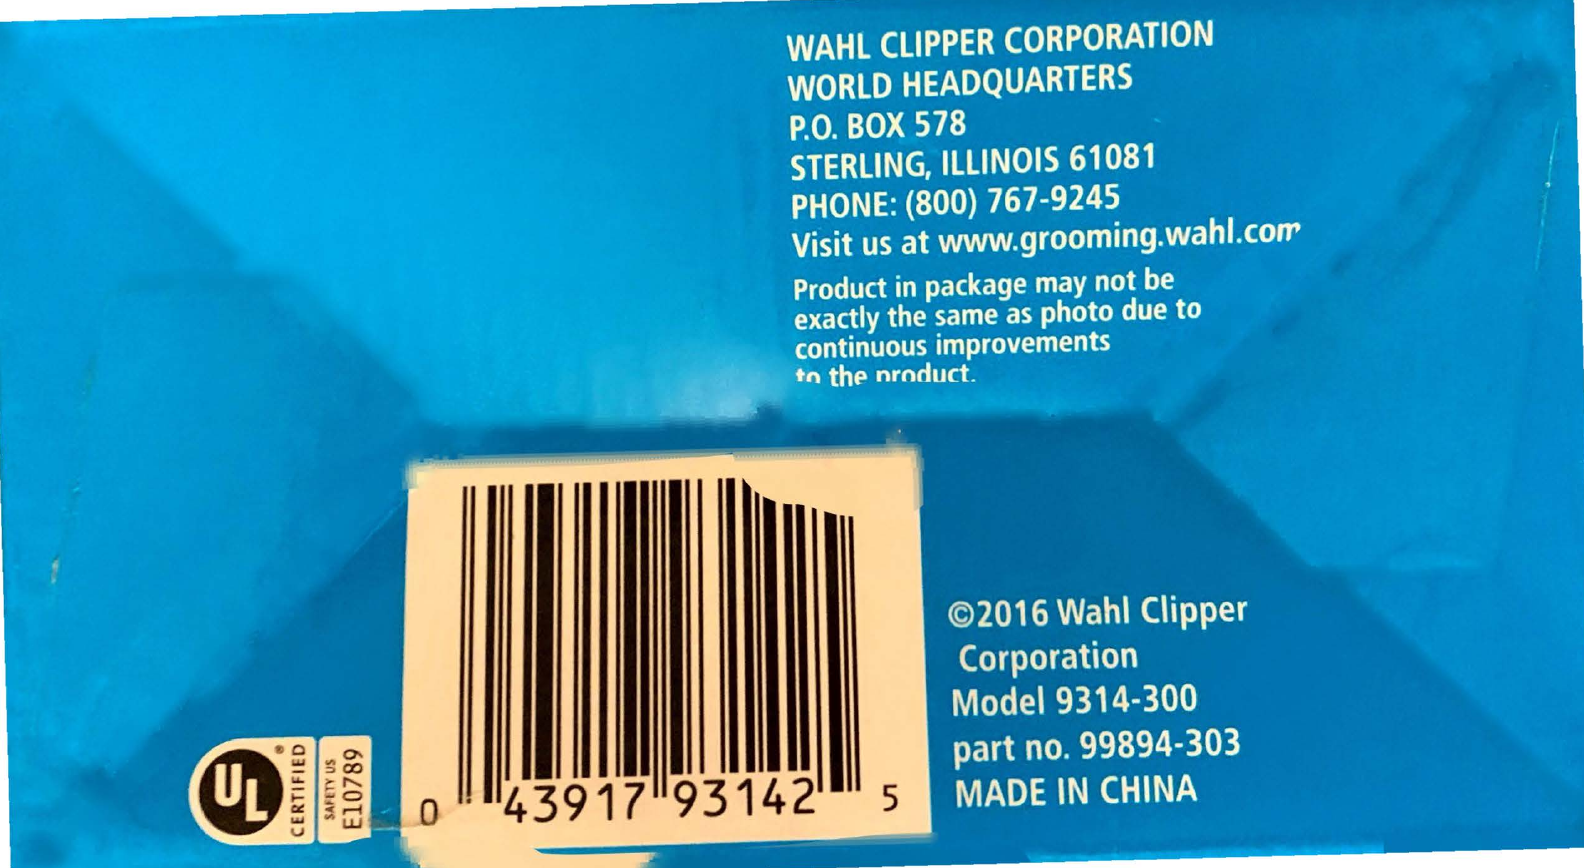 WAHL CLIPPER CORPORATION
WORLD HEADQUARTERS
P.O. BOX 578
STERLING, ILLINOIS 61081
PHONE: (800) 767-9245
Visit us at www.grooming.wahl.com
Product in package may not be
exactly the same as photo due to
continuous improvements
to the product.
©2016 Wahl Clipper
Corporation
Model 9314-300
part no. 99894-303
MADE IN CHINA
UL ®
CERTIFIED
SAFETY US
E10789
0 43917 93142 5